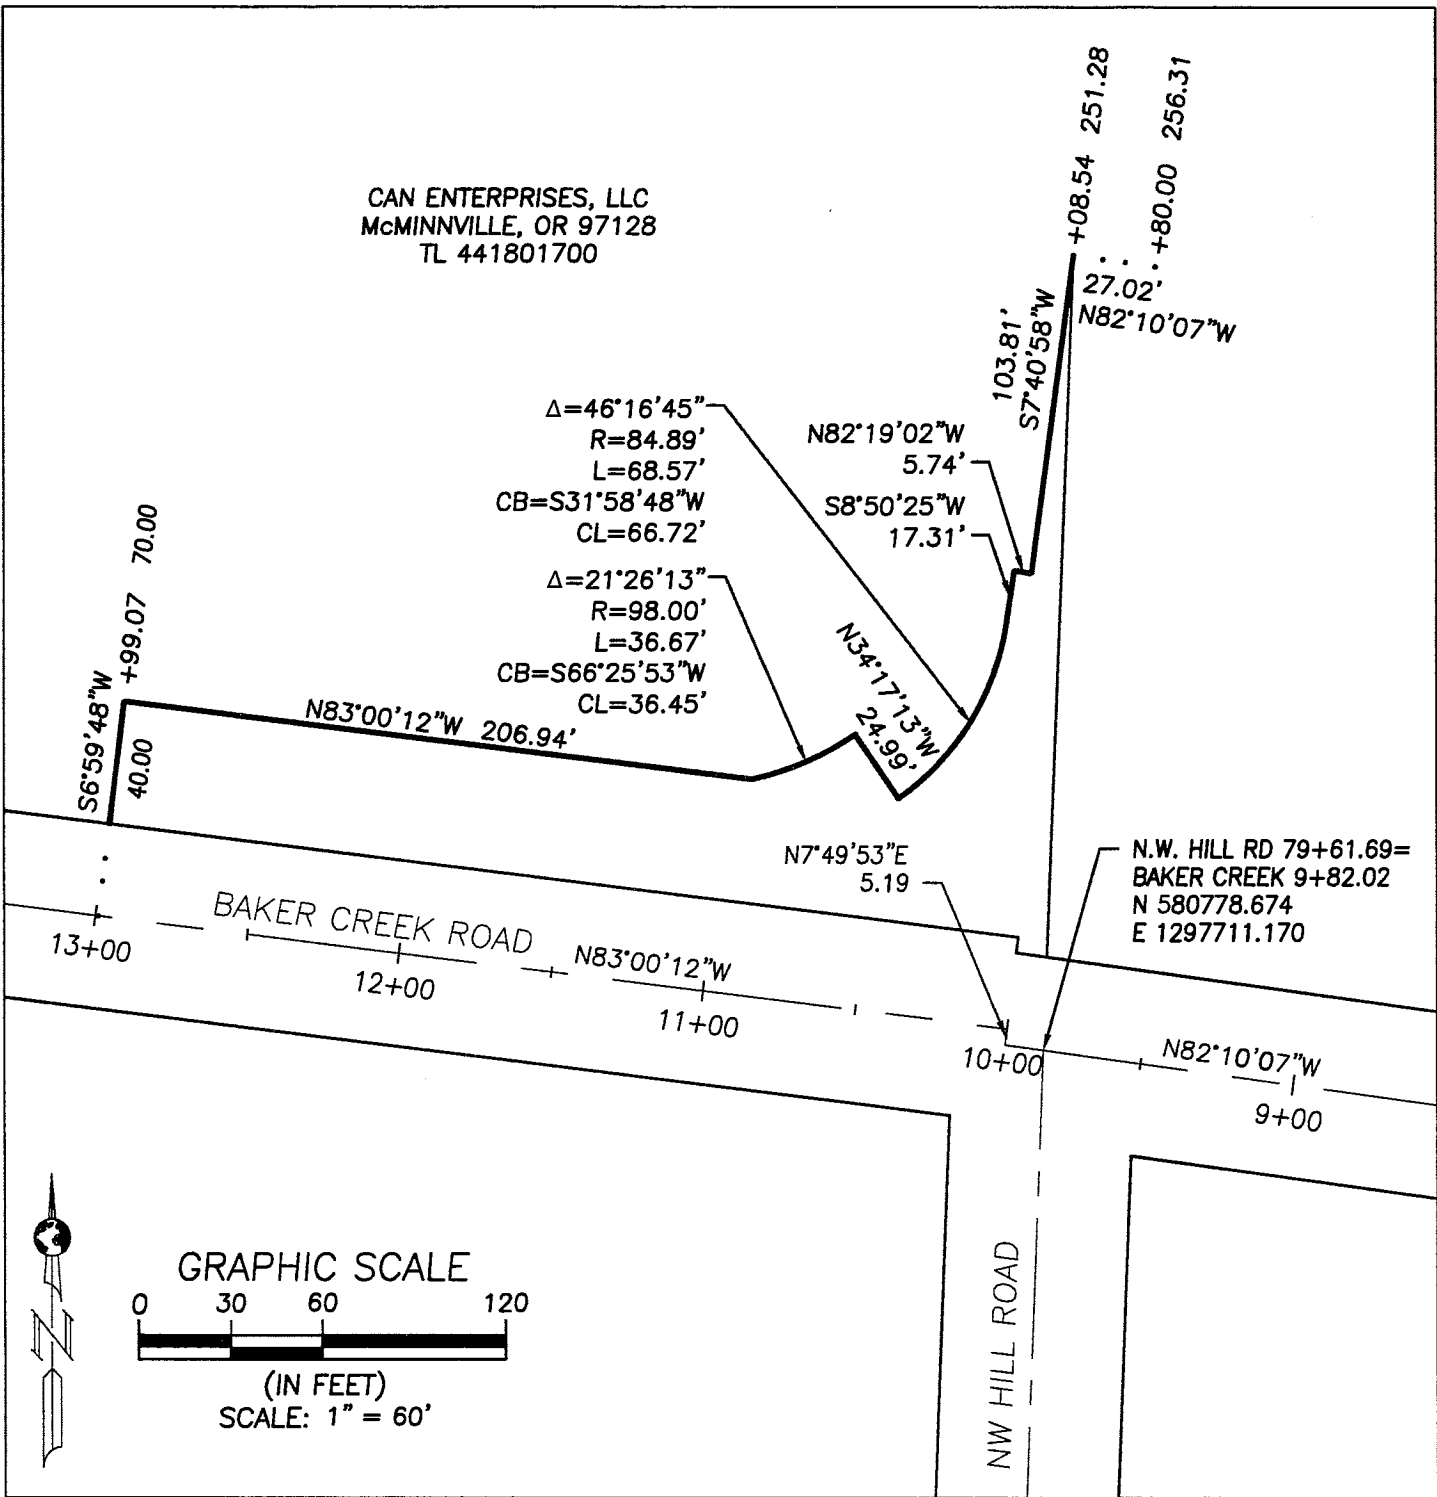 +08.54 251.28
+80.00 256.31
CAN ENTERPRISES, LLC
McMINNVILLE, OR 97128
TL 441801700
27.02'
N82°10'07"W
103.81'
S7°40'58"W
Δ=46°16'45"
R=84.89'
L=68.57'
CB=S31°58'48"W
CL=66.72'
N82°19'02"W
5.74'
S8°50'25"W
17.31'
Δ=21°26'13"
R=98.00'
L=36.67'
CB=S66°25'53"W
CL=36.45'
N34°17'13"W
24.99'
+99.07 70.00
S6°59'48"W
40.00
N83°00'12"W 206.94'
N7°49'53"E
5.19
N.W. HILL RD 79+61.69=
BAKER CREEK 9+82.02
N 580778.674
E 1297711.170
BAKER CREEK ROAD
N83°00'12"W
13+00
12+00
11+00
10+00
N82°10'07"W
9+00
NW HILL ROAD
N
GRAPHIC SCALE
0 30 60 120
(IN FEET)
SCALE: 1" = 60'